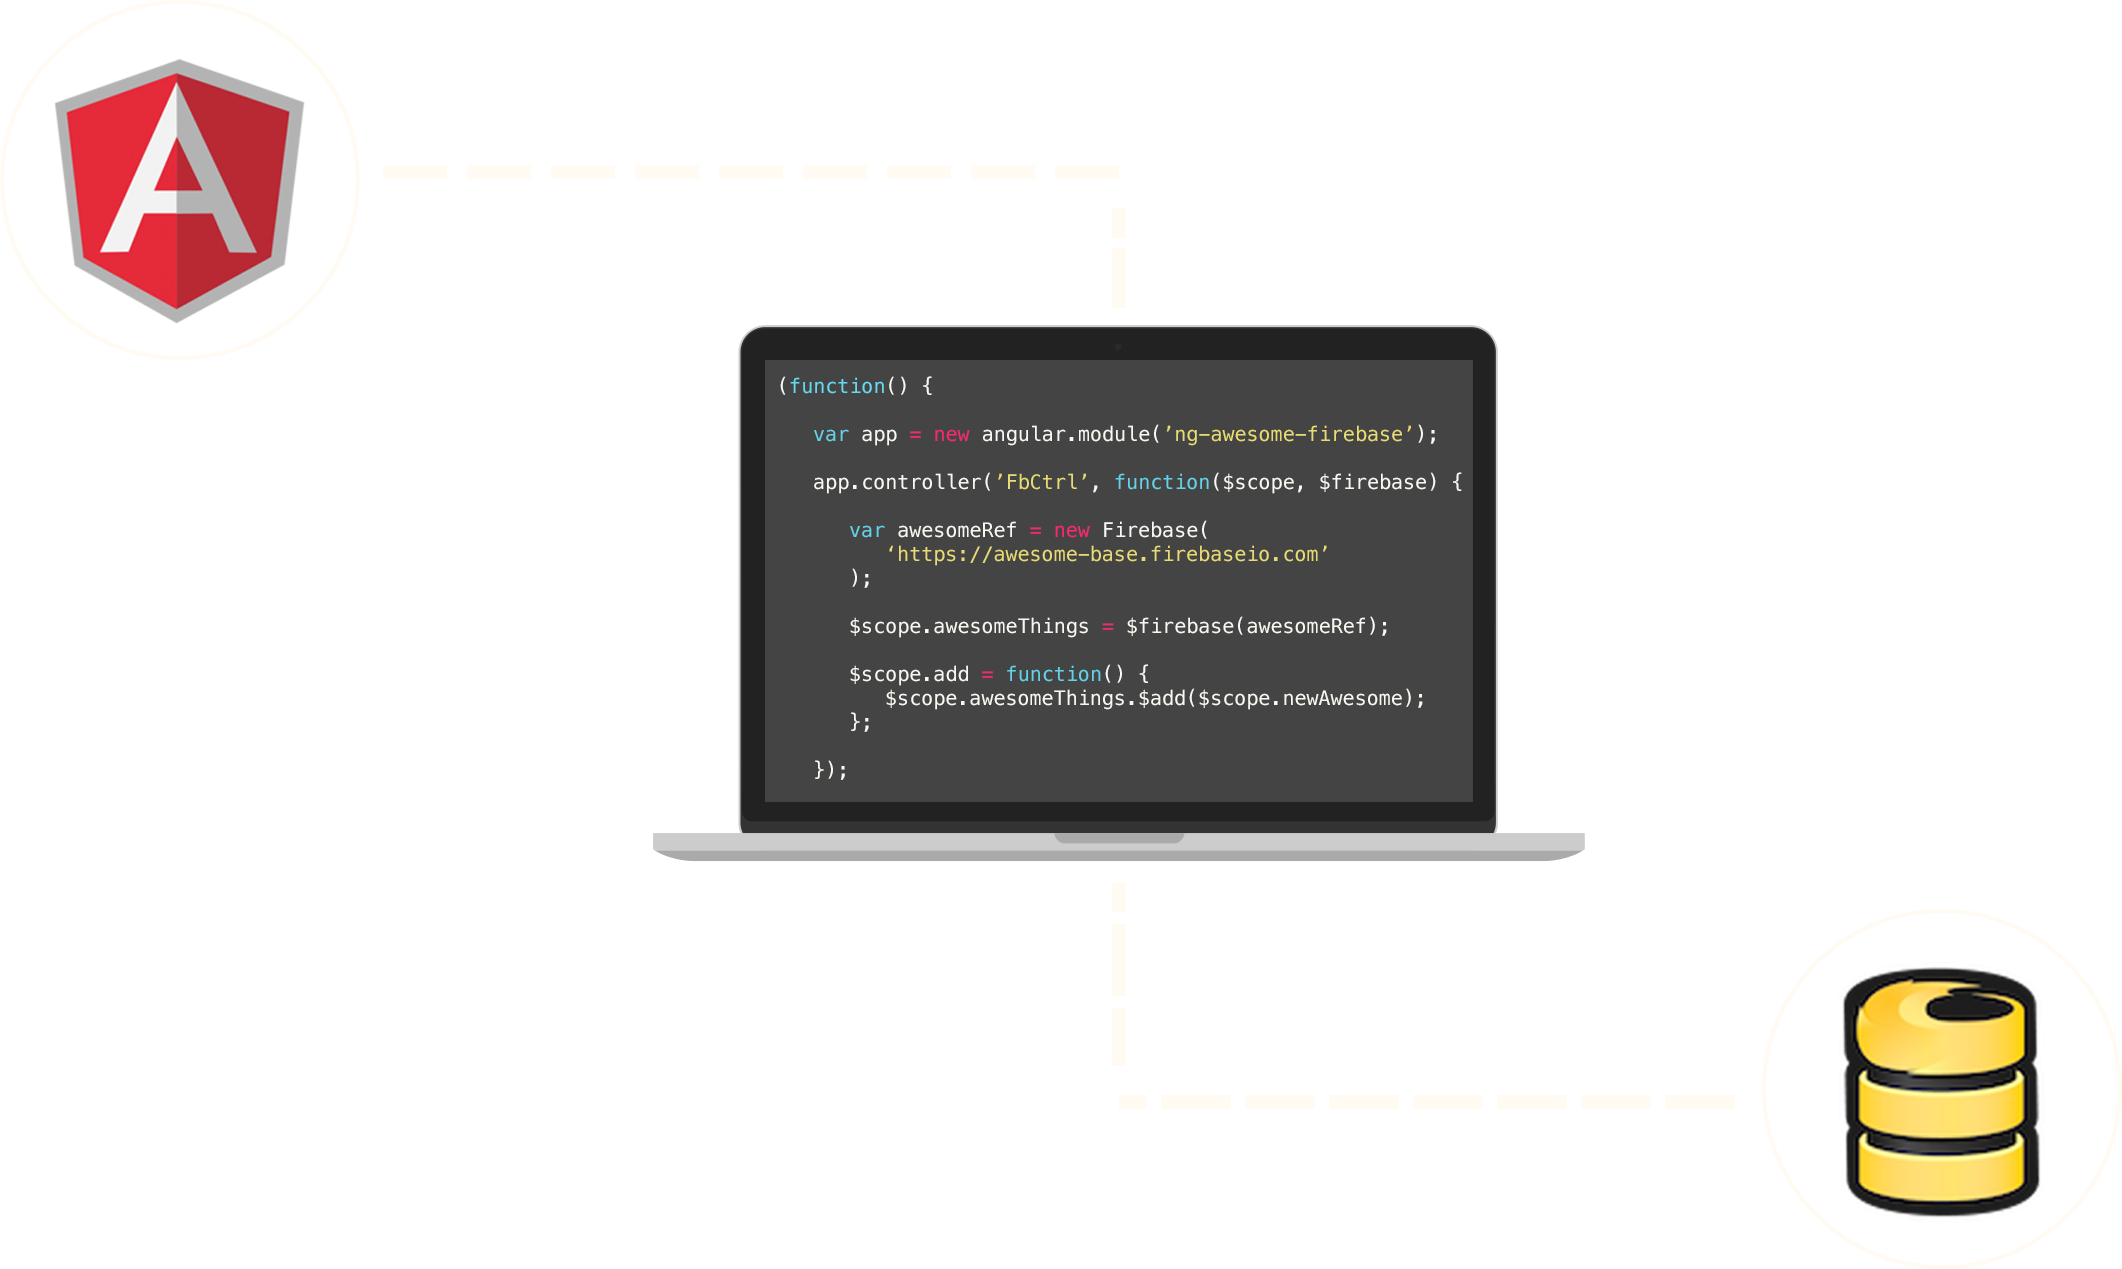 (function() {
var app = new angular.module(’ng-awesome-firebase’);
app.controller(’FbCtrl’, function($scope, $firebase) {
var awesomeRef = new Firebase(
‘https://awesome-base.firebaseio.com’
);
$scope.awesomeThings = $firebase(awesomeRef);
$scope.add = function() {
$scope.awesomeThings.$add($scope.newAwesome);
};
});